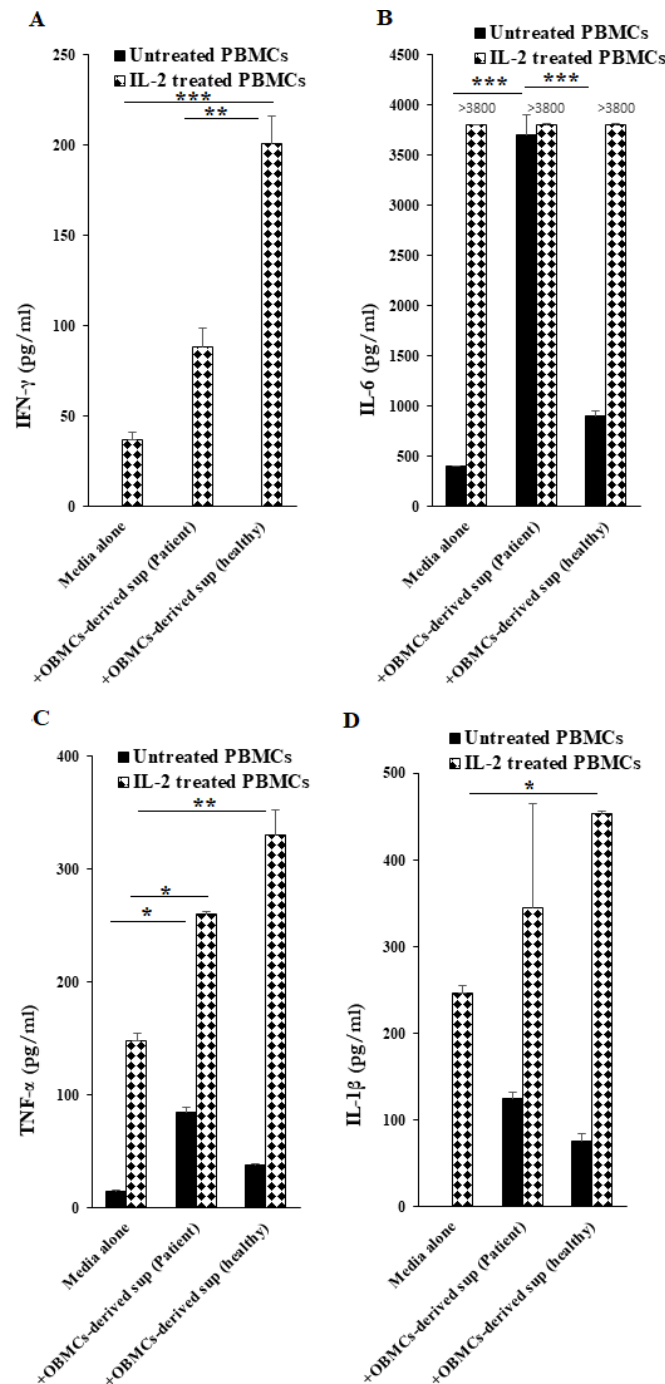 A
Untreated PBMCs
IL-2 treated PBMCs
***
**
250
200
150
100
50
0
IFN-γ (pg/ml)
Media alone
+OBMCs-derived sup (Patient)
+OBMCs-derived sup (healthy)
B
Untreated PBMCs
IL-2 treated PBMCs
*** ***
>3800 >3800 >3800
4500
4000
3500
3000
2500
2000
1500
1000
500
0
IL-6 (pg/ml)
Media alone
+OBMCs-derived sup (Patient)
+OBMCs-derived sup (healthy)
C
Untreated PBMCs
IL-2 treated PBMCs
**
*
*
400
300
200
100
0
TNF-α (pg/ml)
Media alone
+OBMCs-derived sup (Patient)
+OBMCs-derived sup (healthy)
D
Untreated PBMCs
IL-2 treated PBMCs
*
500
400
300
200
100
0
IL-1β (pg/ml)
Media alone
+OBMCs-derived sup (Patient)
+OBMCs-derived sup (healthy)